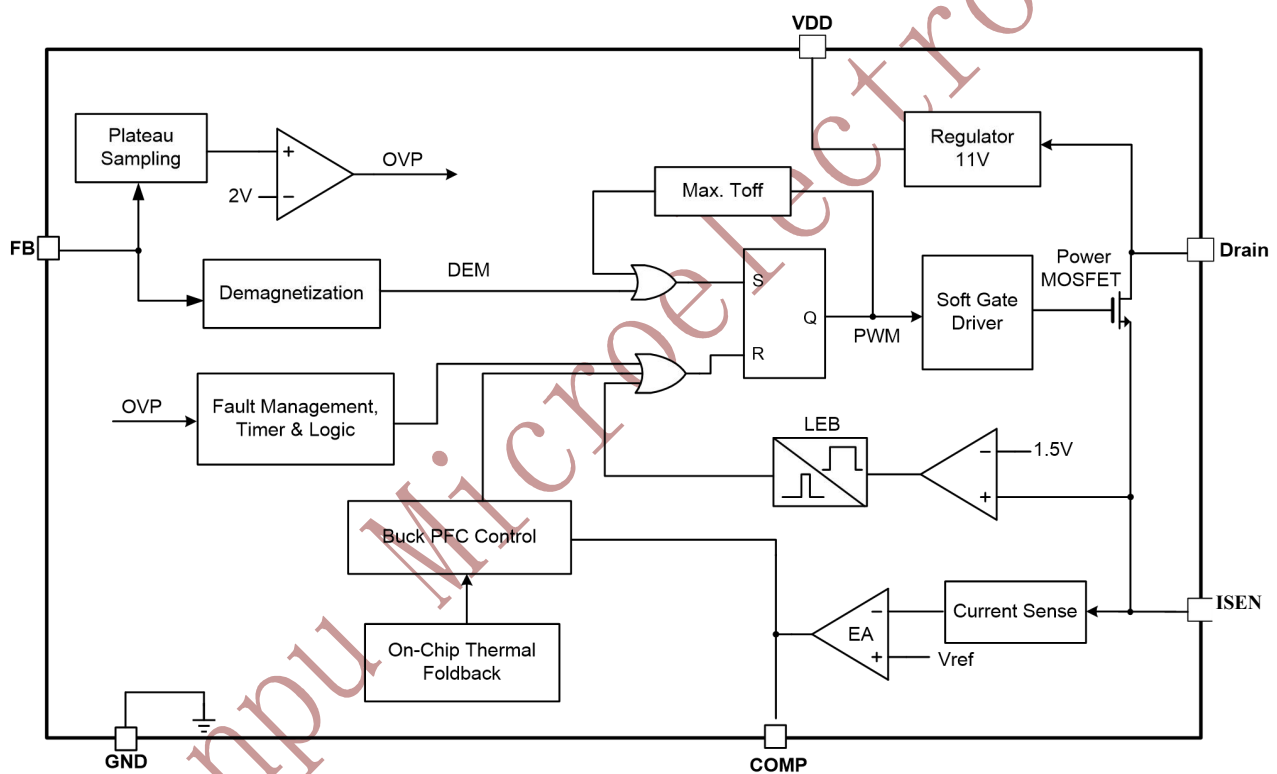 VDD
Plateau
Sampling
+
OVP
2V
−
Regulator
11V
Max. Toff
FB
Drain
Demagnetization
DEM
S
Q
R
PWM
Soft Gate
Driver
Power
MOSFET
OVP
Fault Management,
Timer & Logic
LEB
−
1.5V
+
Buck PFC Control
On-Chip Thermal
Foldback
EA
−
+
Vref
Current Sense
ISEN
GND
COMP
npu Microelectro